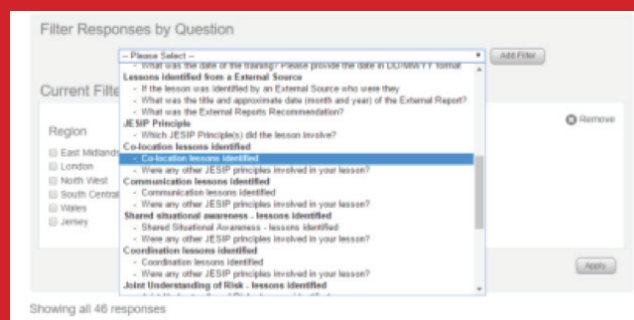 Filter Responses by Question
-- Please Select --
Add Filter
- What was the date of the training? Please provide the date in DD/MM/YY format
Lessons identified from a External Source
- If the lesson was identified by an External Source who were they
- What was the title and approximate date (month and year) of the External Report?
- What was the External Reports Recommendation?
JESIP Principle
- Which JESIP Principle(s) did the lesson involve?
Co-location lessons identified
- Co-location lessons identified
- Were any other JESIP principles involved in your lesson?
Communication lessons identified
- Communication lessons identified
- Were any other JESIP principles involved in your lesson?
Shared situational awareness - lessons identified
- Shared Situational Awareness - lessons identified
- Were any other JESIP principles involved in your lesson?
Coordination lessons identified
- Coordination lessons identified
- Were any other JESIP principles involved in your lesson?
Joint Understanding of Risk - lessons identified
Current Filte
Remove
Region
East Midlands
London
North West
South Central
Wales
Jersey
Apply
Showing all 46 responses